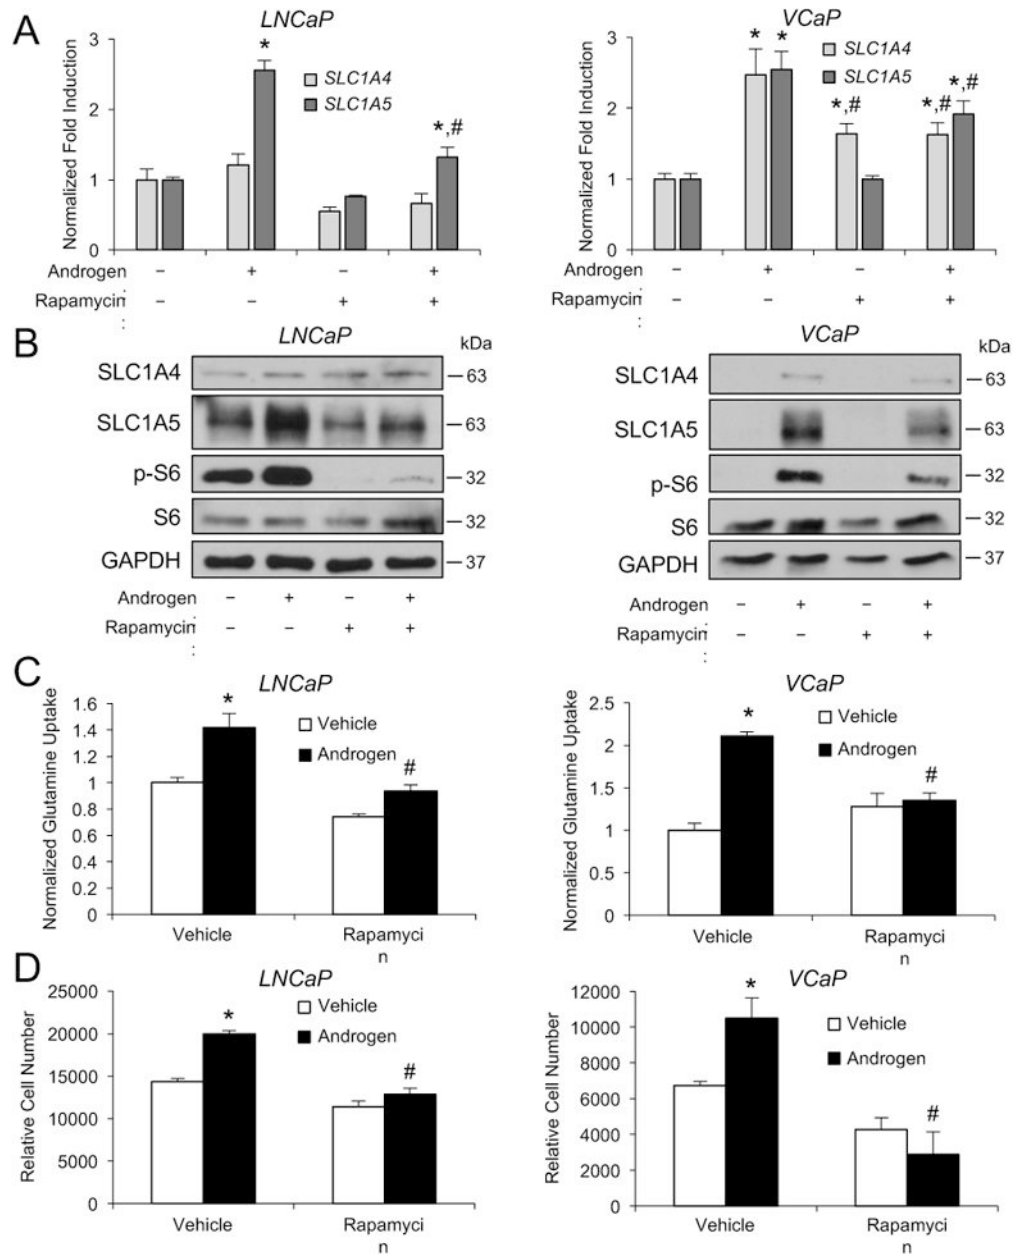 A
LNCaP
Normalized Fold Induction
3
2
1
0
SLC1A4
SLC1A5
*
*,#
Androgen – + – +
Rapamycin – – + +
:
VCaP
Normalized Fold Induction
3
2
1
0
SLC1A4
SLC1A5
* *
*,#
*,#
*,#
Androgen – + – +
Rapamycin – – + +
:
B
LNCaP
kDa
SLC1A4 –63
SLC1A5 –63
p-S6 –32
S6 –32
GAPDH –37
Androgen – + – +
Rapamycin – – + +
:
VCaP
kDa
SLC1A4 –63
SLC1A5 –63
p-S6 –32
S6 –32
GAPDH –37
Androgen – + – +
Rapamycin – – + +
:
C
LNCaP
Normalized Glutamine Uptake
1.6
1.4
1.2
1
0.8
0.6
0.4
0.2
0
Vehicle
Androgen
*
#
Vehicle
Rapamyci
n
VCaP
Normalized Glutamine Uptake
2.5
2
1.5
1
0.5
0
Vehicle
Androgen
*
#
Vehicle
Rapamyci
n
D
LNCaP
Relative Cell Number
25000
20000
15000
10000
5000
0
Vehicle
Androgen
*
#
Vehicle
Rapamyci
n
VCaP
Relative Cell Number
12000
10000
8000
6000
4000
2000
0
Vehicle
Androgen
*
#
Vehicle
Rapamyci
n